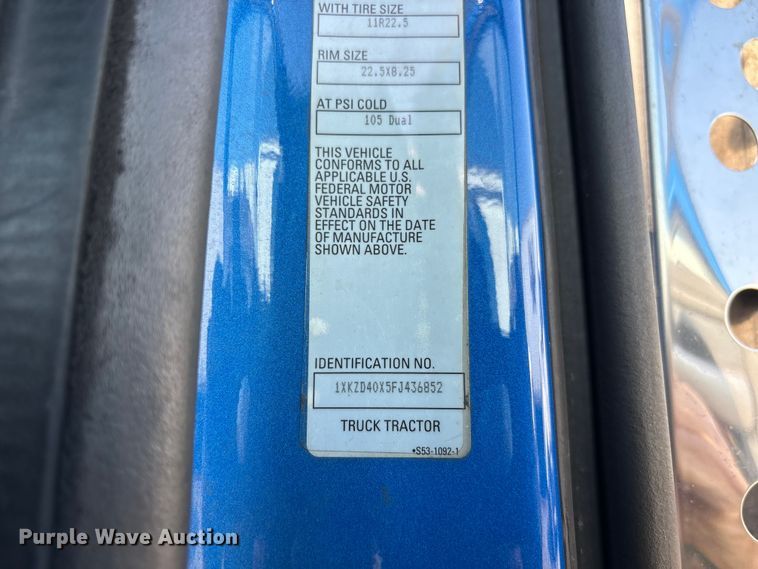 WITH TIRE SIZE
11R22.5
RIM SIZE
22.5X8.25
AT PSI COLD
105 Dual
THIS VEHICLE
CONFORMS TO ALL
APPLICABLE U.S.
FEDERAL MOTOR
VEHICLE SAFETY
STANDARDS IN
EFFECT ON THE DATE
OF MANUFACTURE
SHOWN ABOVE.
IDENTIFICATION NO.
1XKZD40X5FJ436852
TRUCK TRACTOR
•S53-1092-1
Purple Wave Auction®